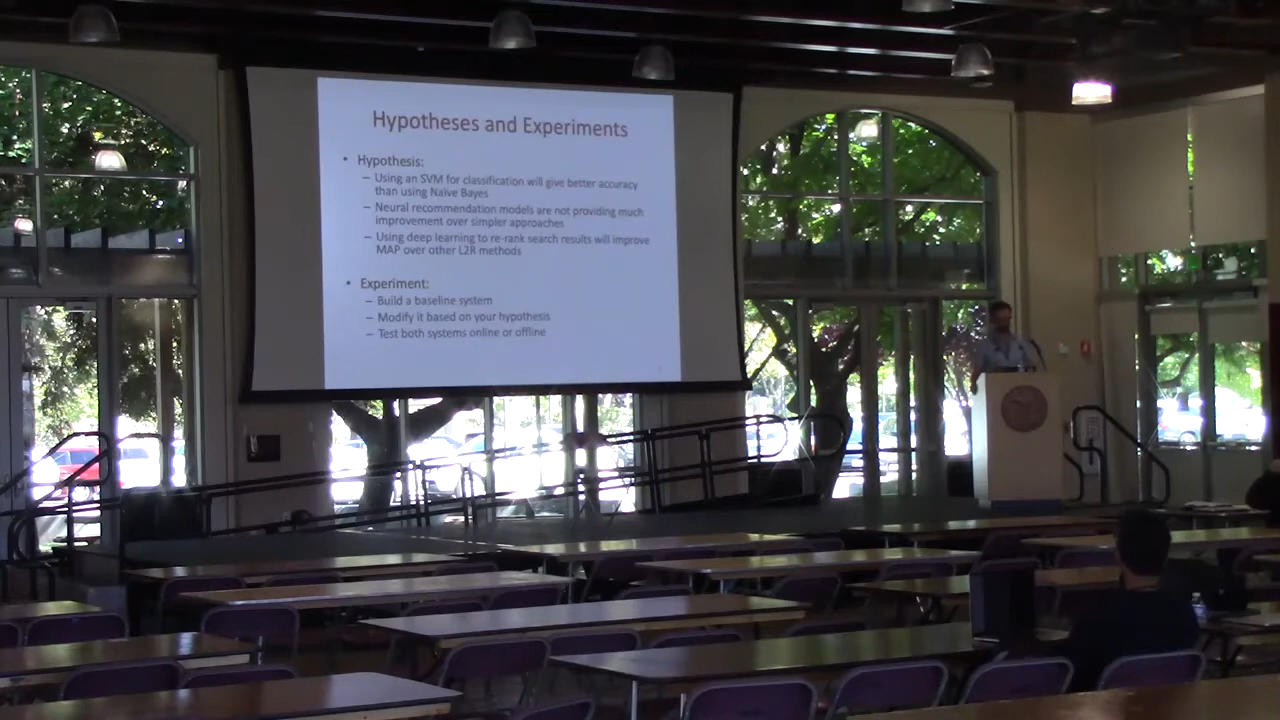 Hypotheses and Experiments
• Hypothesis:
– Using an SVM for classification will give better accuracy
than using Naïve Bayes
– Neural recommendation models are not providing much
improvement over simpler approaches
– Using deep learning to re-rank search results will improve
MAP over other L2R methods
• Experiment:
– Build a baseline system
– Modify it based on your hypothesis
– Test both systems online or offline